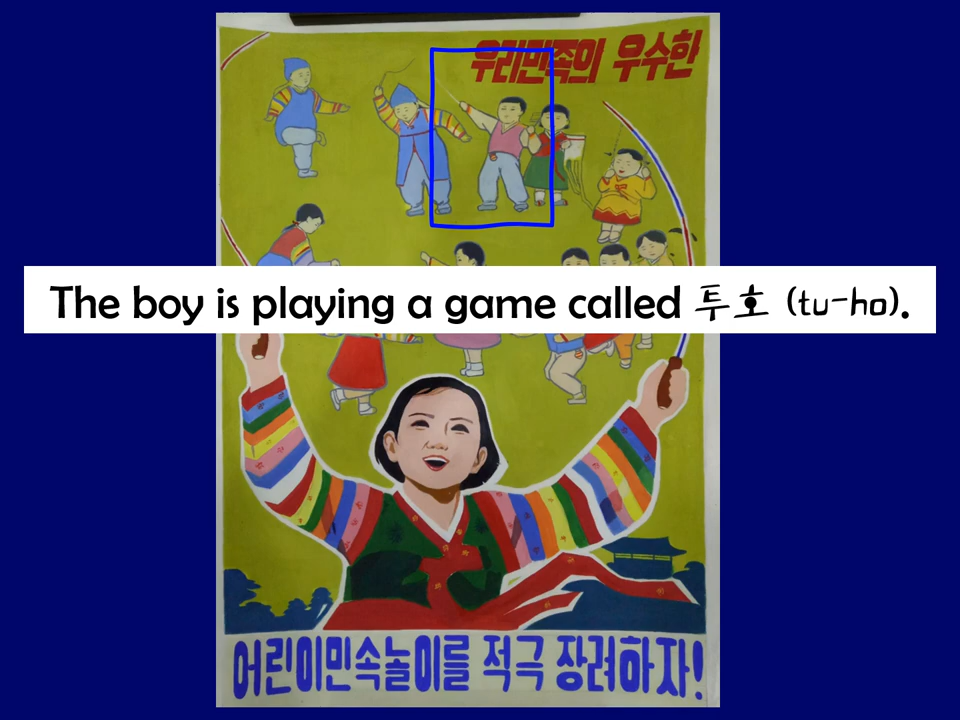 우리민족의 우수한
The boy is playing a game called 투호 (tu-ho).
어린이민속놀이를 적극 장려하자!